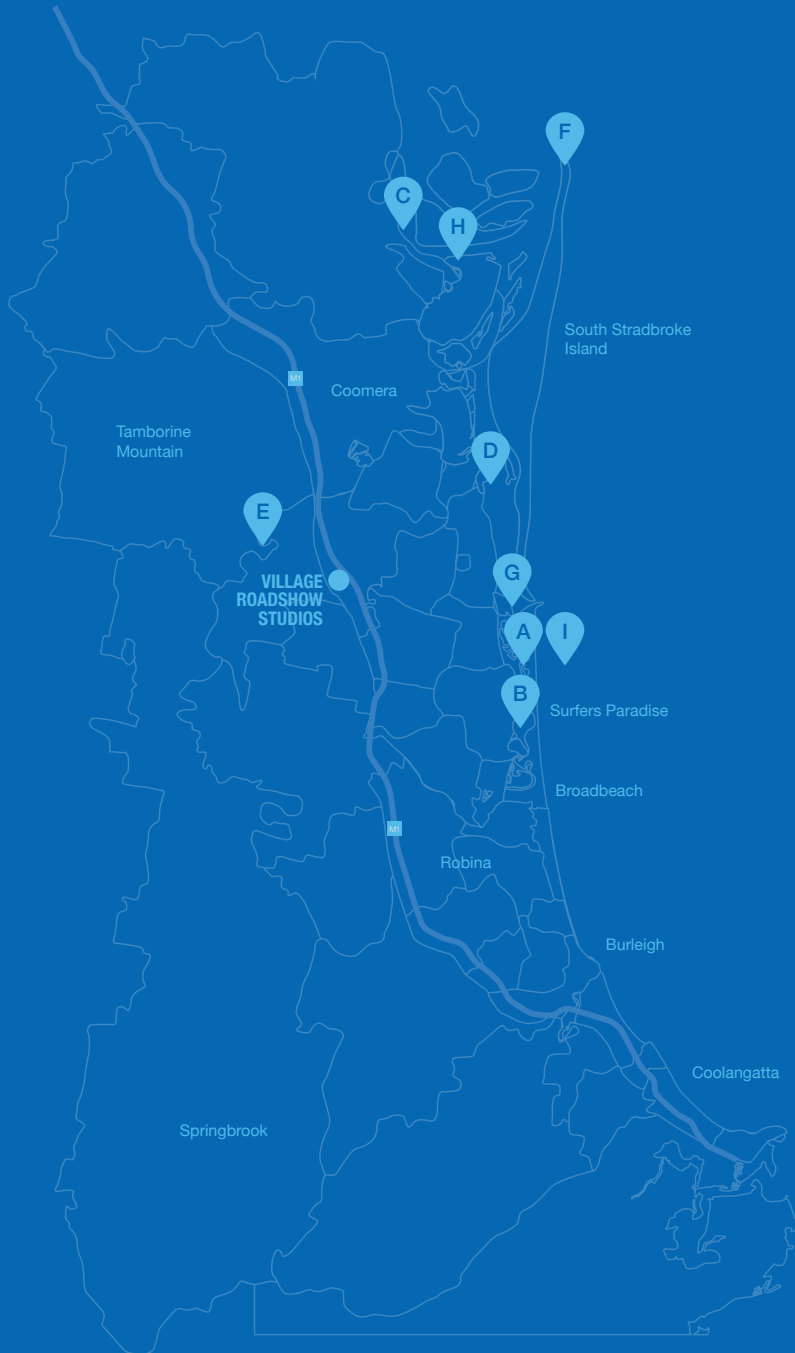 F
C
H
South Stradbroke
Island
M1
Coomera
Tamborine
Mountain
D
E
G
VILLAGE
ROADSHOW
STUDIOS
A
I
B
Surfers Paradise
Broadbeach
M1
Robina
Burleigh
Coolangatta
Springbrook